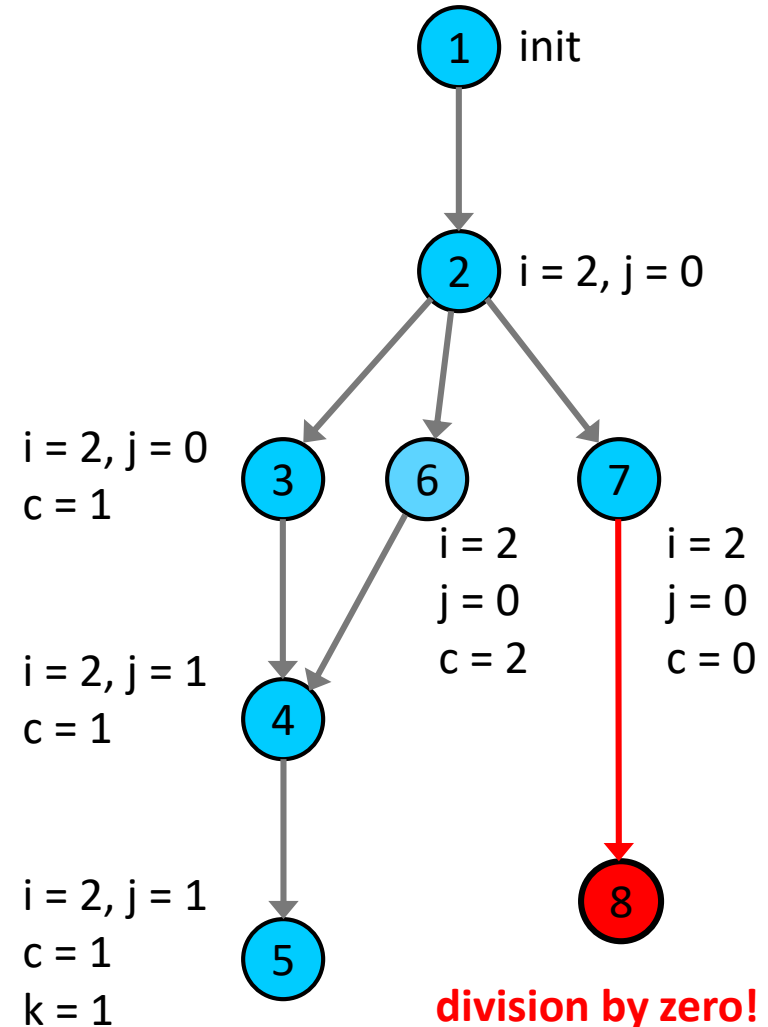 1 init
2 i = 2, j = 0
i = 2, j = 0
c = 1
3
6
7
i = 2
j = 0
c = 2
i = 2
j = 0
c = 0
i = 2, j = 1
c = 1
4
i = 2, j = 1
c = 1
k = 1
5
8
division by zero!